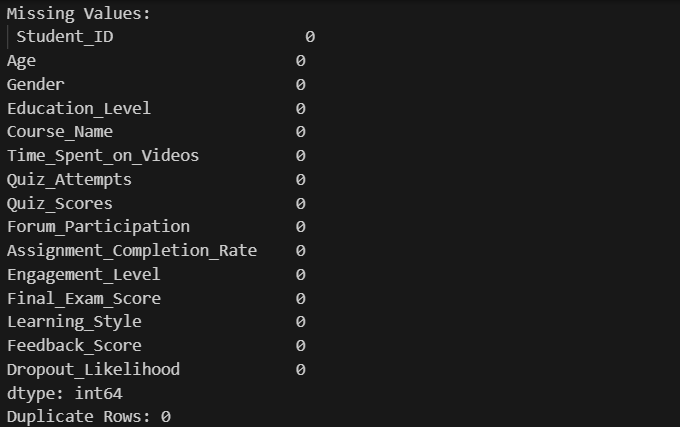 Missing Values:
Student_ID 0
Age 0
Gender 0
Education_Level 0
Course_Name 0
Time_Spent_on_Videos 0
Quiz_Attempts 0
Quiz_Scores 0
Forum_Participation 0
Assignment_Completion_Rate 0
Engagement_Level 0
Final_Exam_Score 0
Learning_Style 0
Feedback_Score 0
Dropout_Likelihood 0
dtype: int64
Duplicate Rows: 0